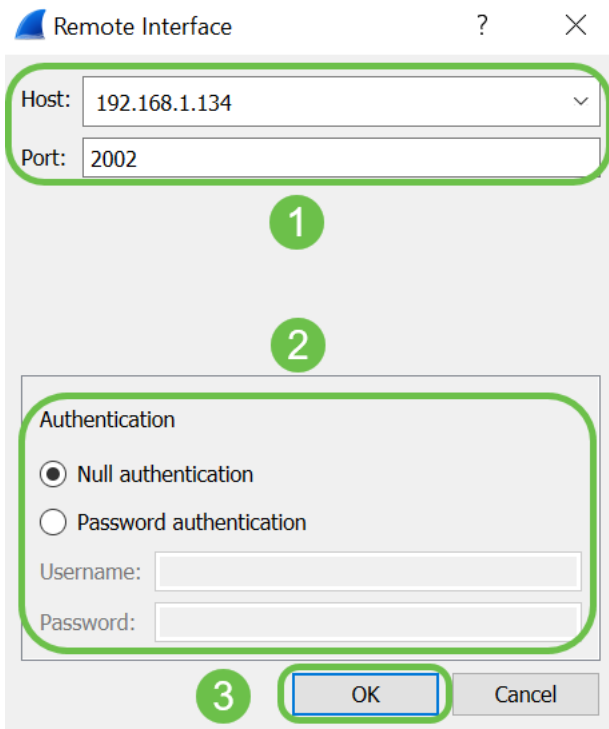 Remote Interface ?
Host: 192.168.1.134
Port: 2002
1
2
Authentication
Null authentication
Password authentication
Username:
Password:
3 OK Cancel